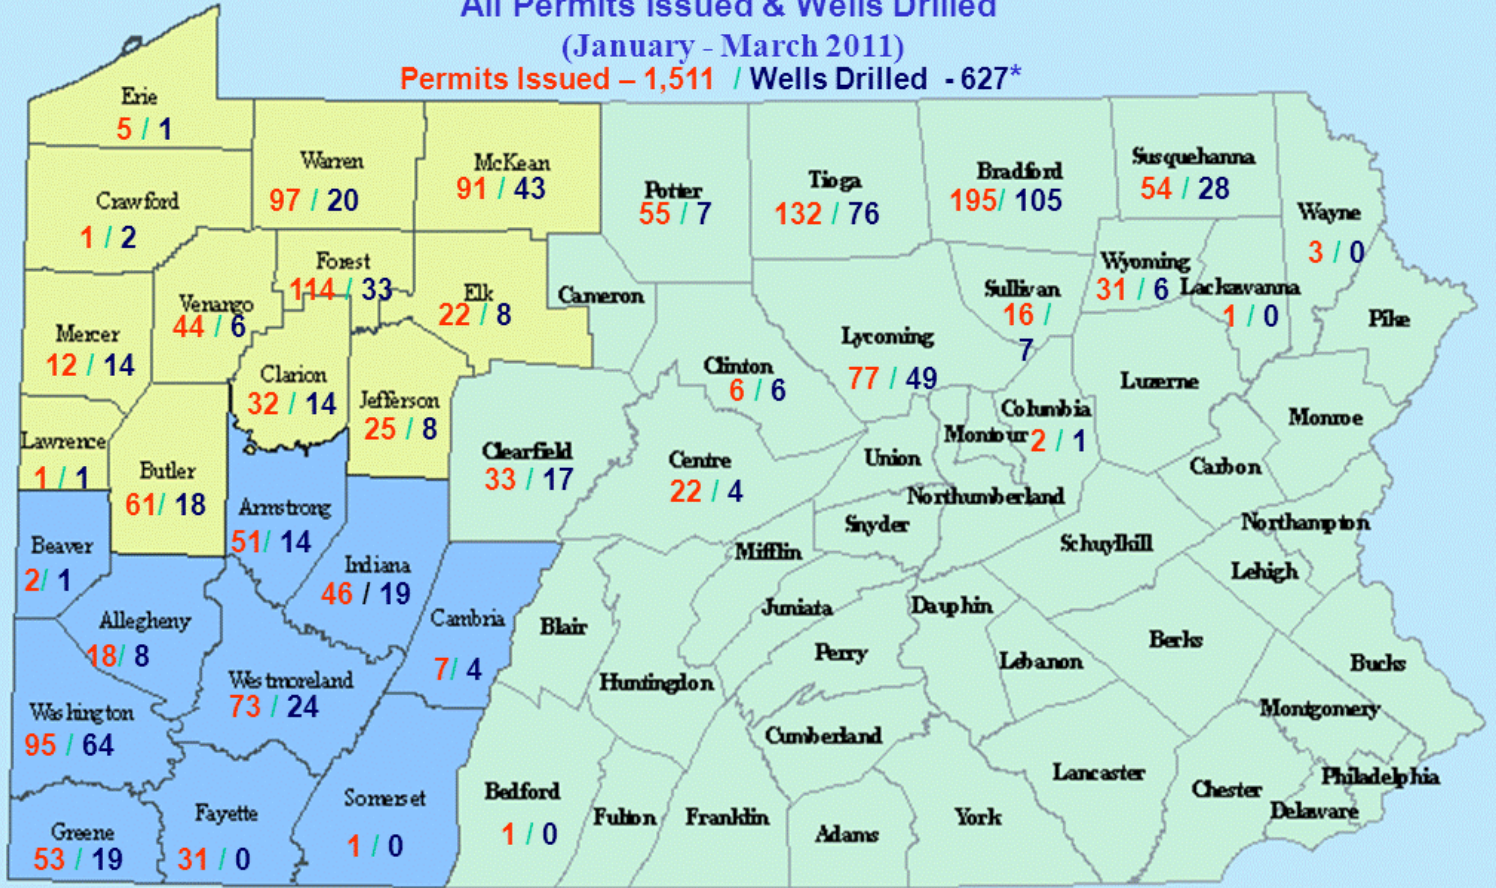 All Permits Issued & Wells Drilled
(January - March 2011)
Permits Issued – 1,511 / Wells Drilled - 627*
Erie
5 / 1
Warren
97 / 20
McKean
91 / 43
Potter
55 / 7
Tioga
132 / 76
Bradford
195/ 105
Susquehanna
54 / 28
Wayne
3 / 0
Crawford
1 / 2
Forest
114 / 33
Venango
44 / 6
Elk
22 / 8
Cameron
Sullivan
16 /
7
Wyoming
31 / 6
Lackawanna
1 / 0
Pike
Mercer
12 / 14
Clarion
32 / 14
Jefferson
25 / 8
Clinton
6 / 6
Lycoming
77 / 49
Luzerne
Columbia
2 / 1
Montour
Monroe
Lawrence
1 / 1
Butler
61/ 18
Clearfield
33 / 17
Centre
22 / 4
Union
Carbon
Northumberland
Snyder
Northampton
Armstrong
51/ 14
Beaver
2/ 1
Indiana
46 / 19
Mifflin
Schuylkill
Lehigh
Allegheny
18/ 8
Cambria
7/ 4
Blair
Juniata
Dauphin
Perry
Lebanon
Berks
Bucks
Westmoreland
73 / 24
Huntingdon
Washington
95 / 64
Cumberland
Montgomery
Lancaster
Philadelphia
Chester
Delaware
Greene
53 / 19
Fayette
31 / 0
Somerset
1 / 0
Bedford
1 / 0
Fulton
Franklin
Adams
York